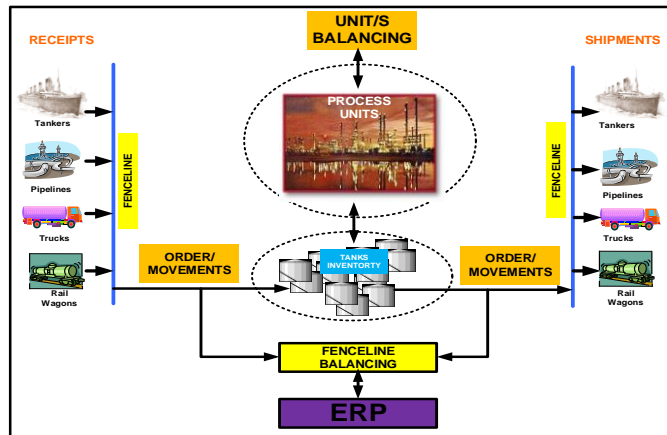 UNIT/S
BALANCING
RECEIPTS
SHIPMENTS
PROCESS
UNITS
Tankers
Tankers
FENCELINE
FENCELINE
Pipelines
Pipelines
Trucks
Trucks
ORDER/
MOVEMENTS
TANKS
INVENTORTY
ORDER/
MOVEMENTS
Rail
Wagons
Rail
Wagons
FENCELINE
BALANCING
ERP